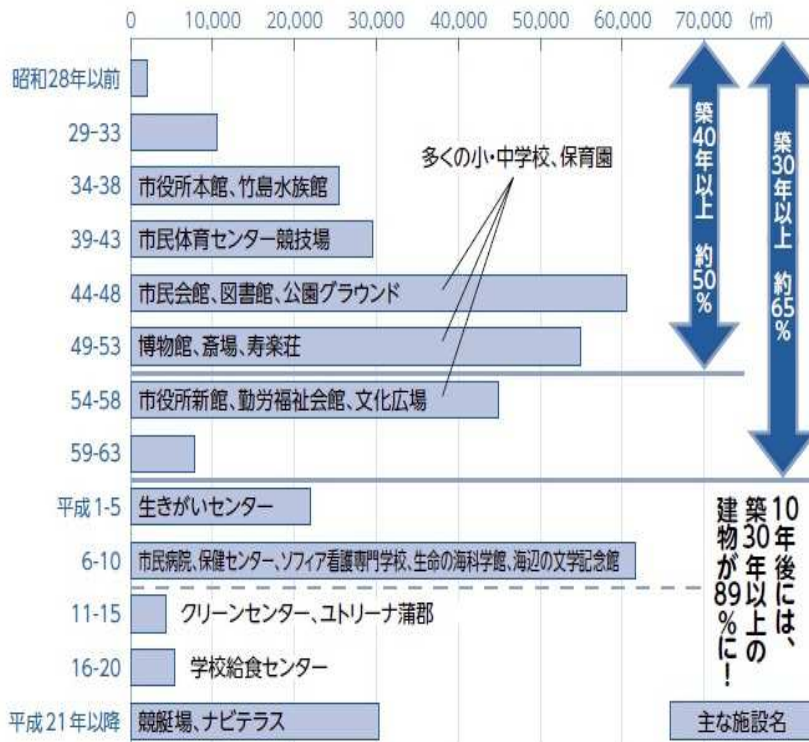 0 10,000 20,000 30,000 40,000 50,000 60,000 70,000 (㎡)
昭和28年以前
29-33
多くの小・中学校、保育園
34-38 市役所本館、竹島水族館
39-43 市民体育センター競技場
44-48 市民会館、図書館、公園グラウンド
49-53 博物館、斎場、寿楽荘
54-58 市役所新館、勤労福祉会館、文化広場
59-63
平成1-5 生きがいセンター
6-10 市民病院、保健センター、ソフィア看護専門学校、生命の海科学館、海辺の文学記念館
11-15 クリーンセンター、ユトリーナ蒲郡
16-20 学校給食センター
平成21年以降 競艇場、ナビテラス
築40年以上 約50%
築30年以上 約65%
10年後には、
築30年以上の
建物が89%に!
主な施設名